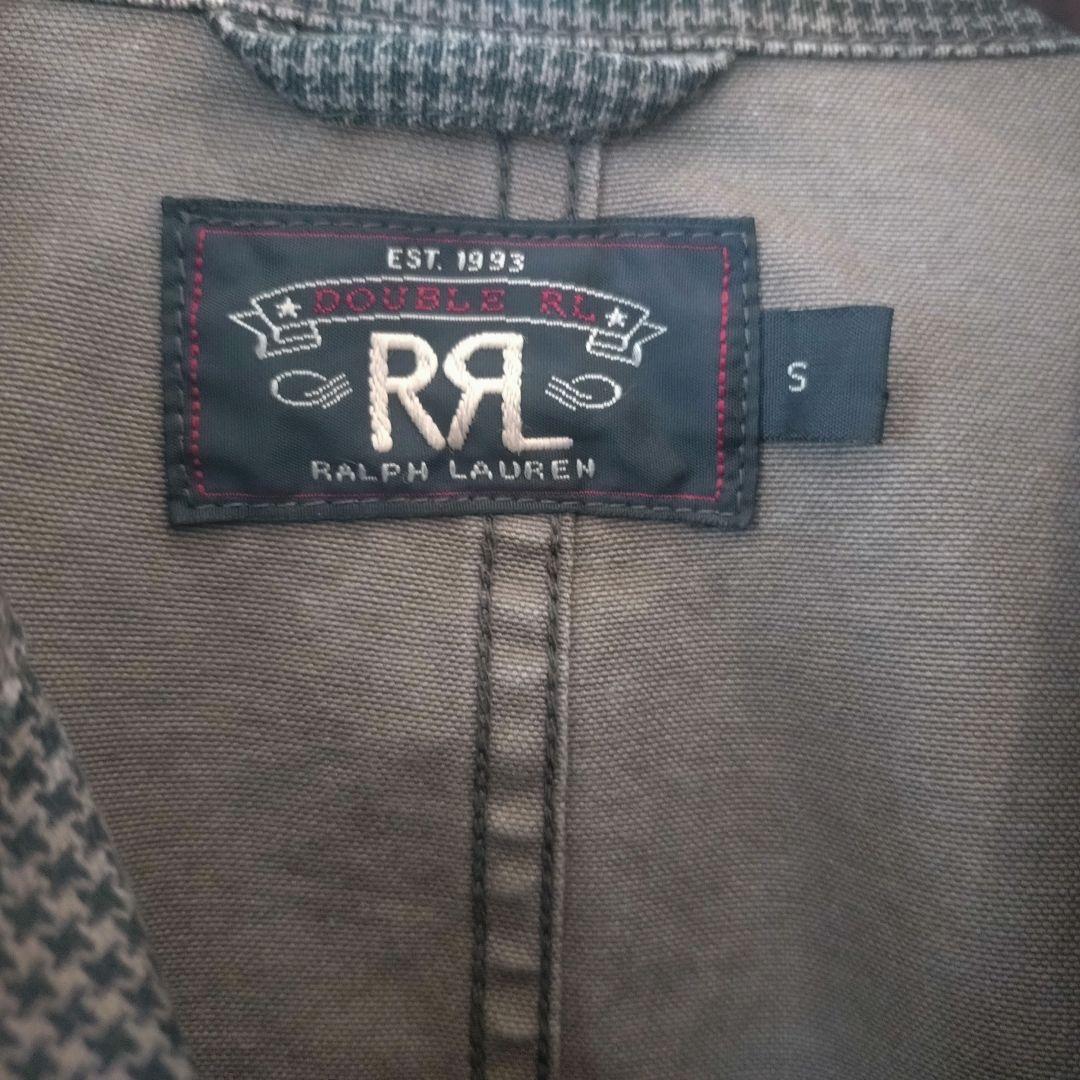 EST. 1993
DOUBLE RL
RRL
RALPH LAUREN
S